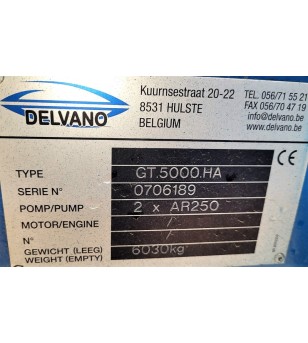 DELVANO
Kuurnsestraat 20-22
8531 HULSTE
BELGIUM
TEL. 056/71 55 21
FAX 056/70 47 19
info@delvano.be
www.delvano.be
TYPE GT.5000.HA
SERIE N° 0706189
POMP/PUMP 2 x AR250
MOTOR/ENGINE /
N° /
GEWICHT (LEEG)
WEIGHT (EMPTY) 6030kg